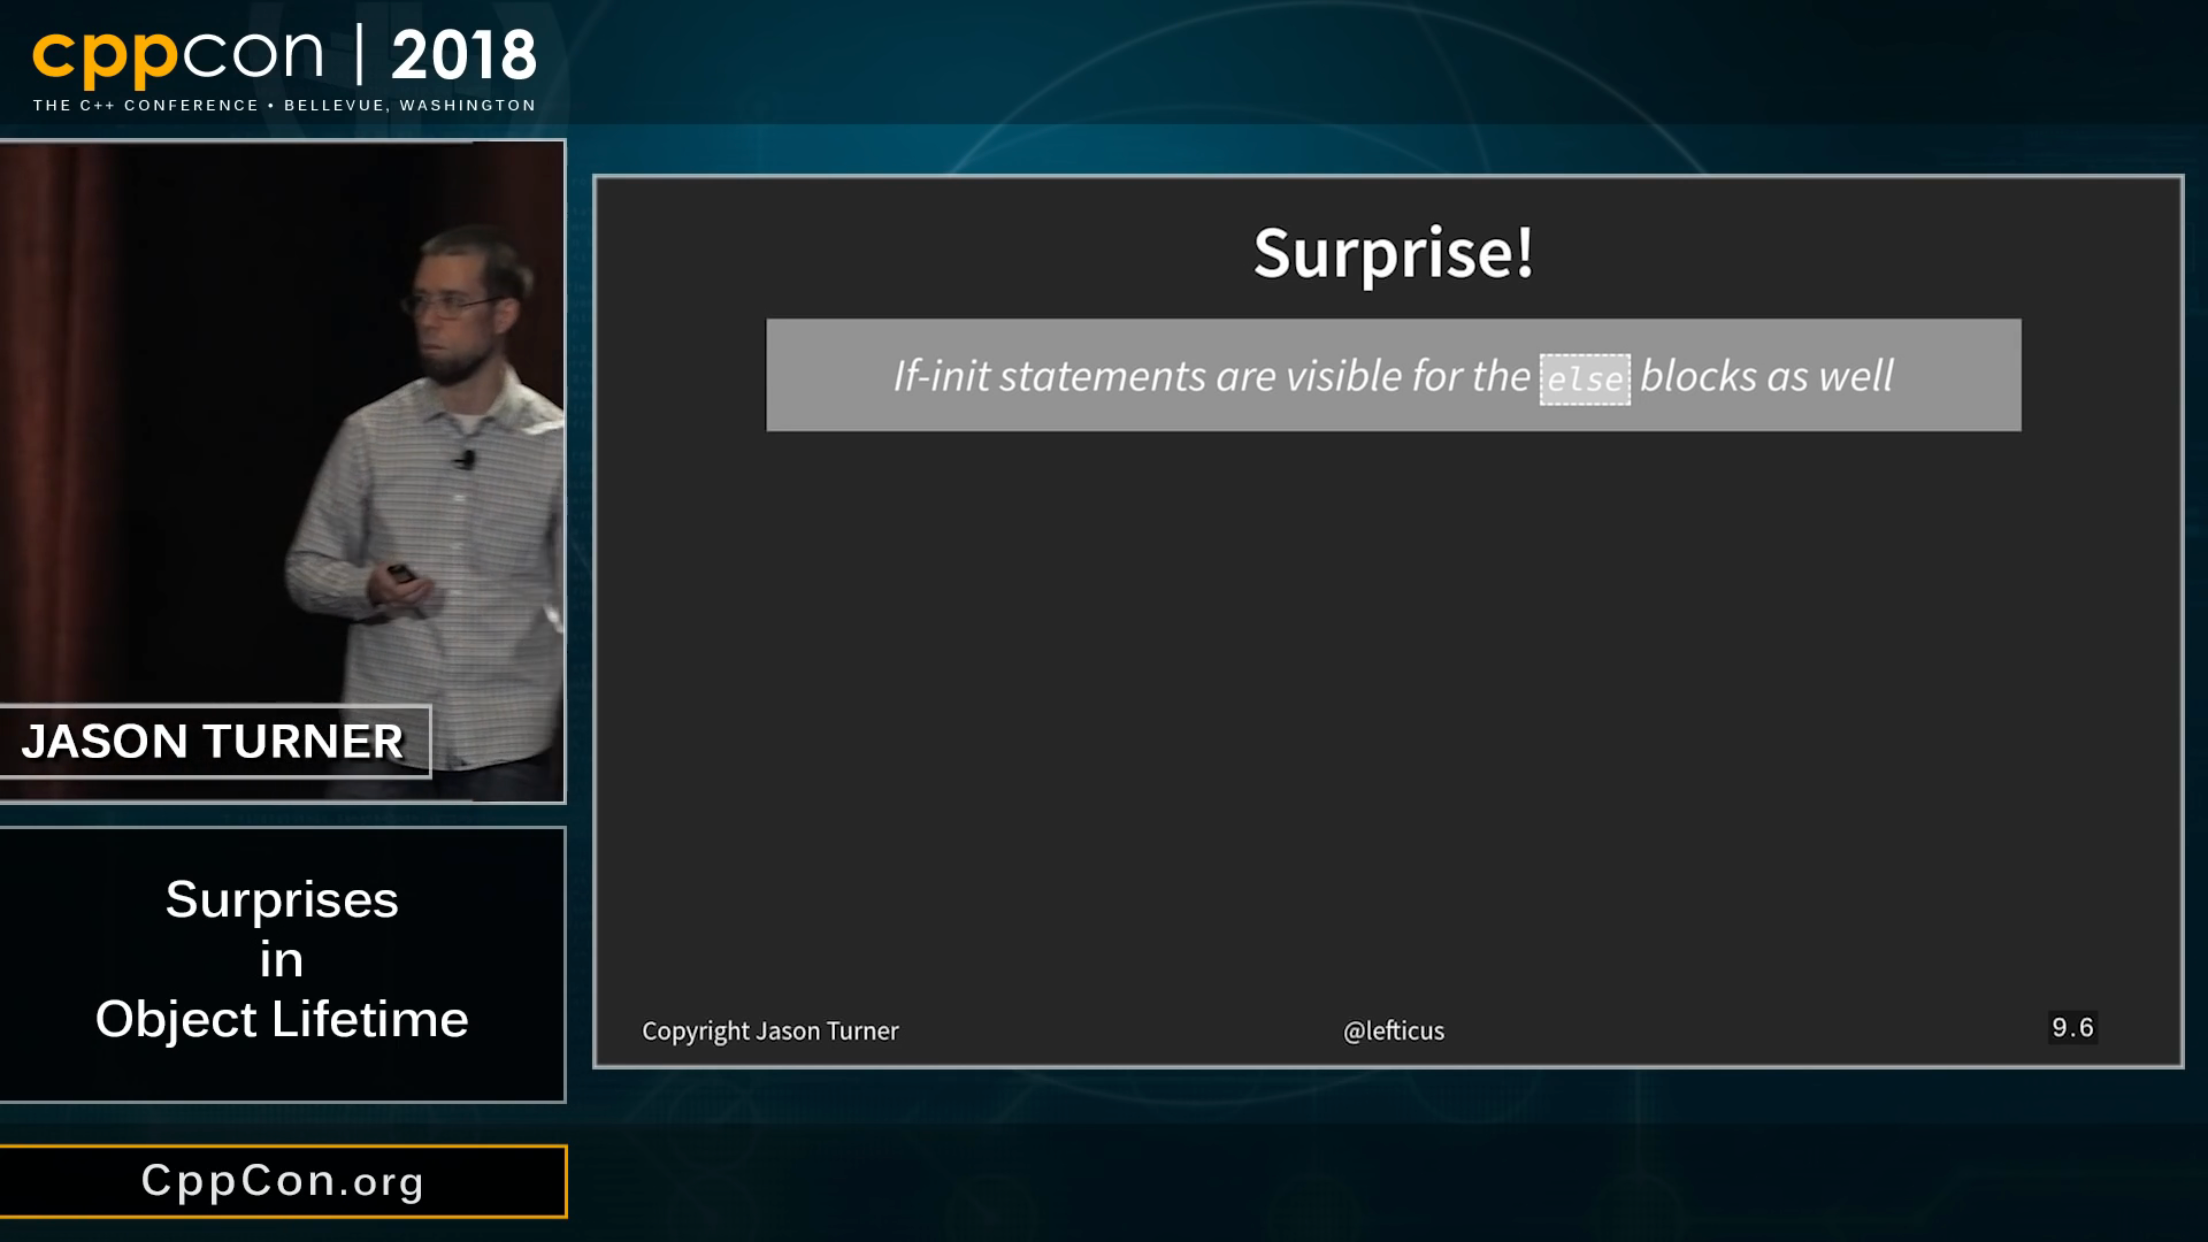 cppcon | 2018
THE C++ CONFERENCE • BELLEVUE, WASHINGTON
JASON TURNER
Surprises
in
Object Lifetime
CppCon.org
Surprise!
If-init statements are visible for the else blocks as well
Copyright Jason Turner
@lefticus
9.6